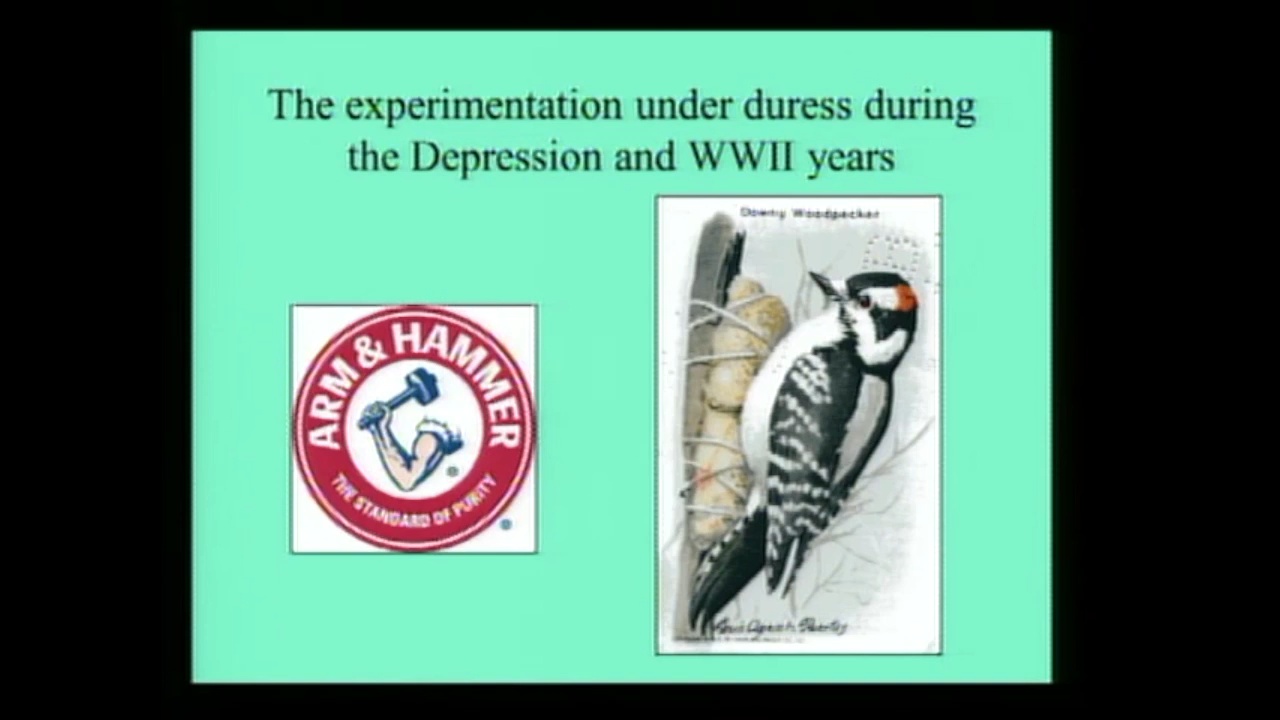 The experimentation under duress during
the Depression and WWII years
Downy Woodpecker
ARM & HAMMER
THE STANDARD OF PURITY
®
®